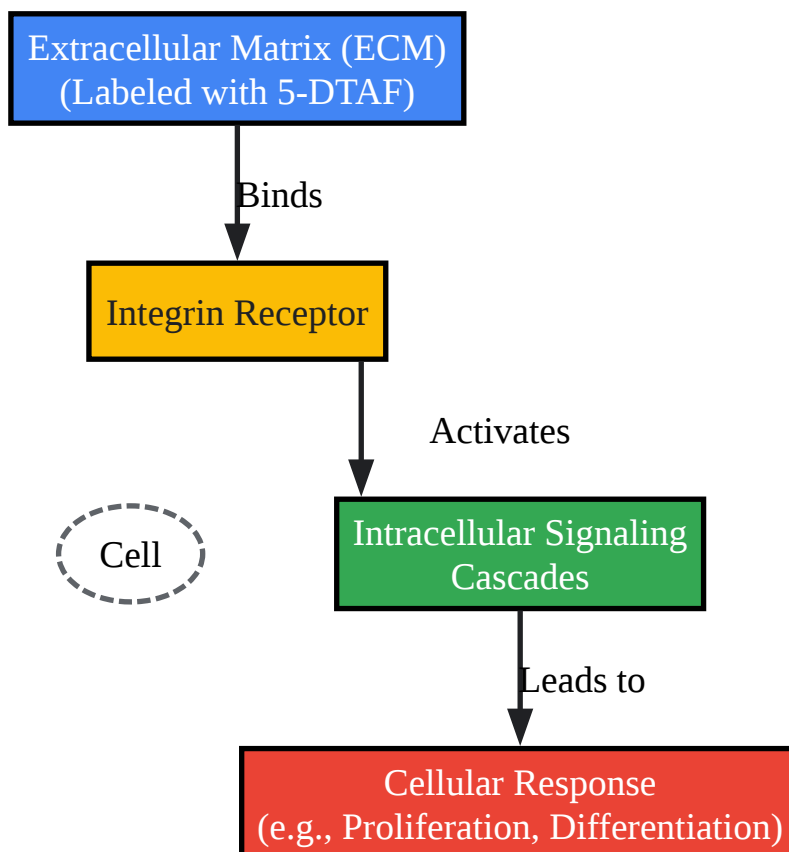 Extracellular Matrix (ECM)
(Labeled with 5-DTAF)
Binds
Integrin Receptor
Activates
Intracellular Signaling
Cascades
Cell
Leads to
Cellular Response
(e.g., Proliferation, Differentiation)